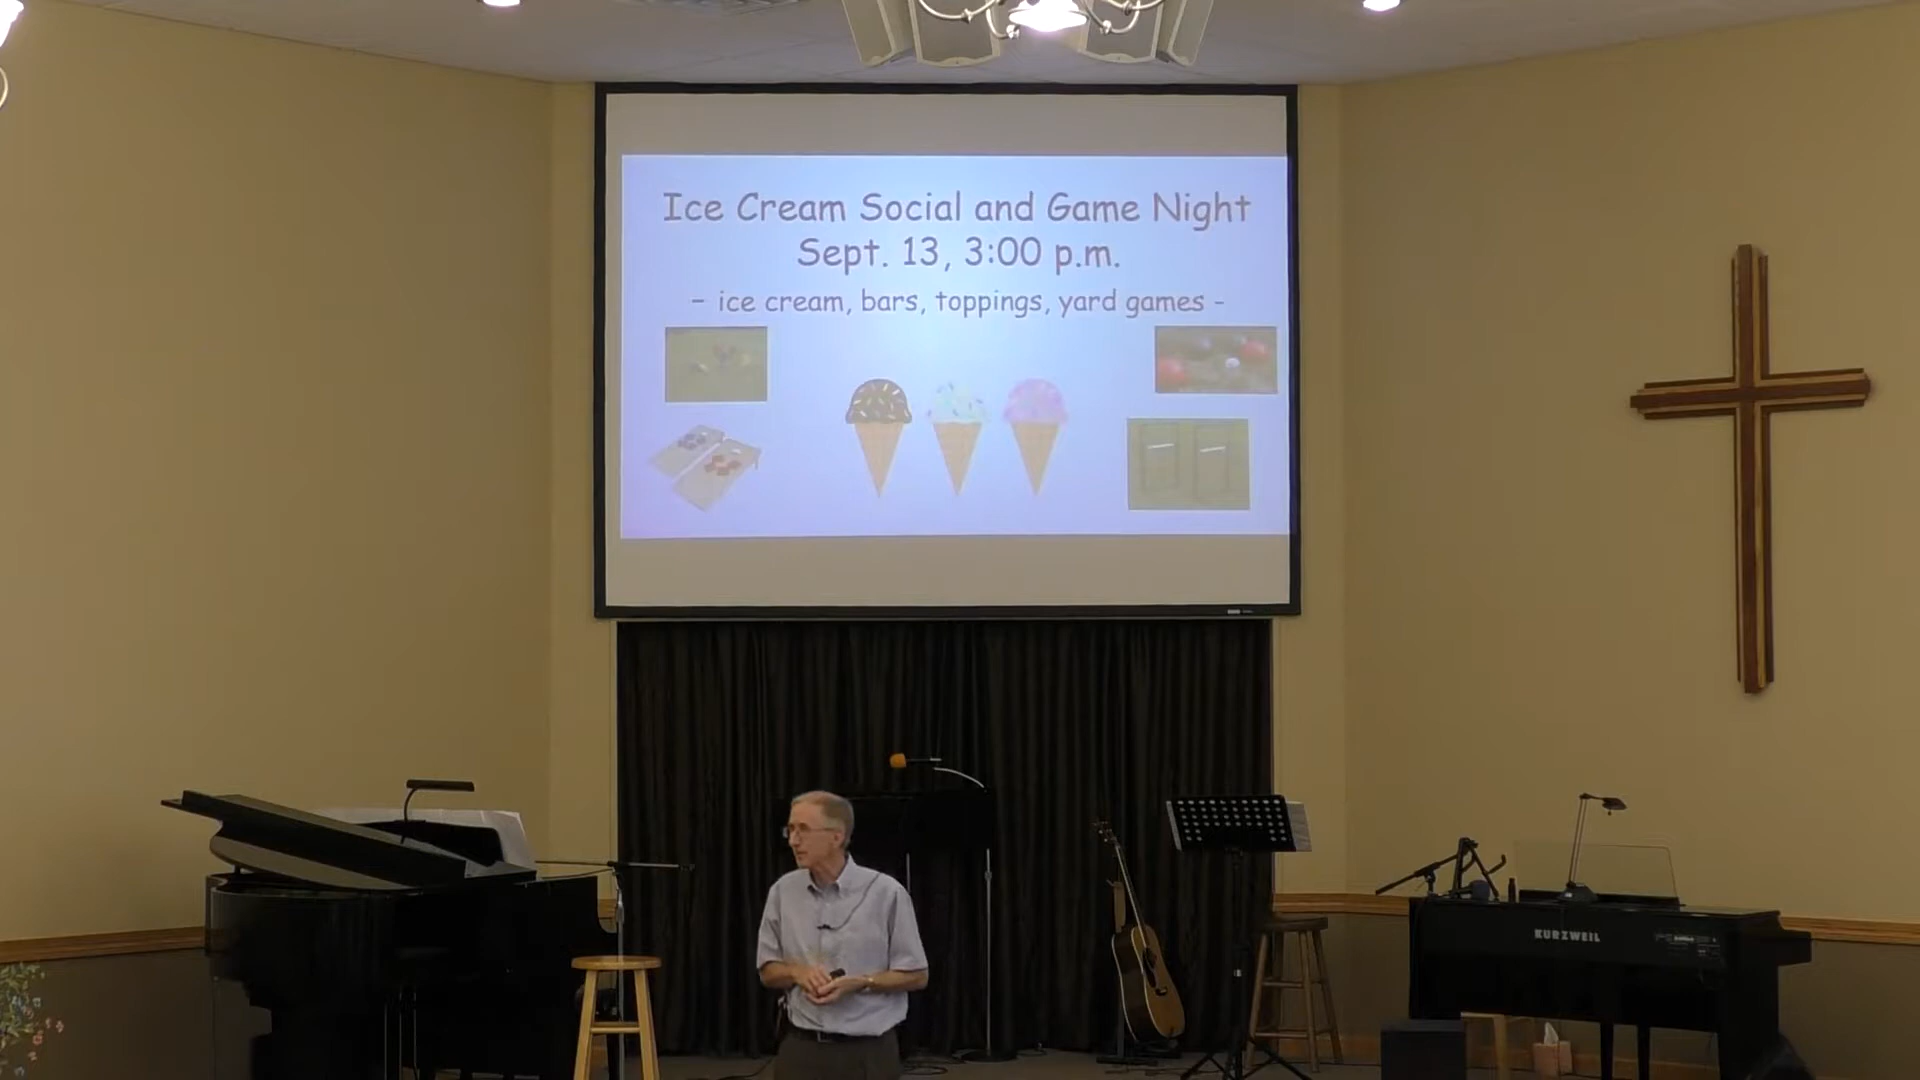 Ice Cream Social and Game Night
Sept. 13, 3:00 p.m.
- ice cream, bars, toppings, yard games -
KURZWEIL